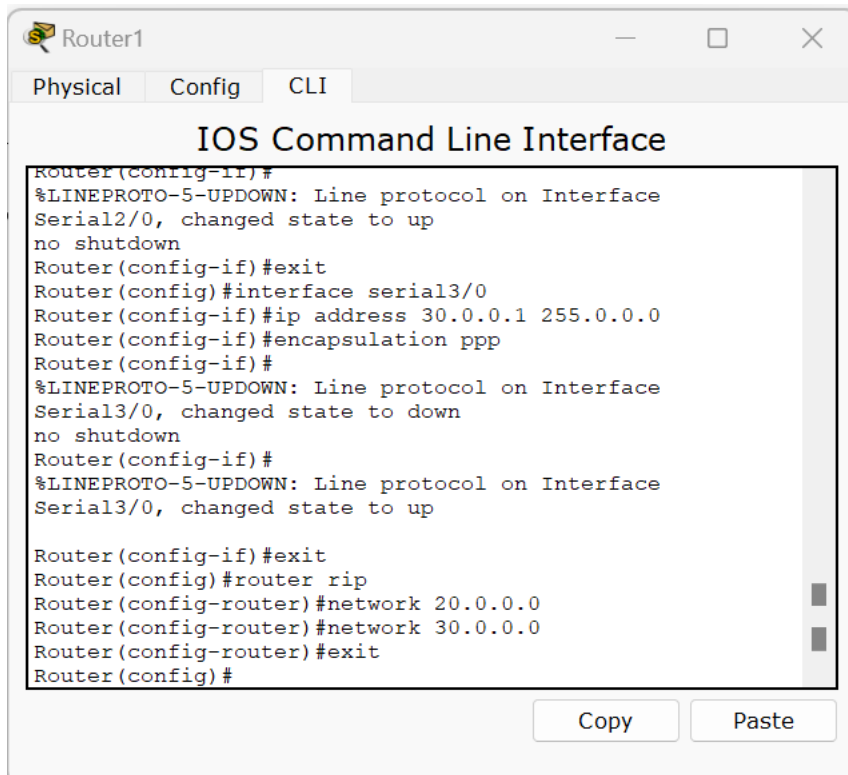 Router1
Physical
Config
CLI
IOS Command Line Interface
Router(config-if)#
%LINEPROTO-5-UPDOWN: Line protocol on Interface
Serial2/0, changed state to up
no shutdown
Router(config-if)#exit
Router(config)#interface serial3/0
Router(config-if)#ip address 30.0.0.1 255.0.0.0
Router(config-if)#encapsulation ppp
Router(config-if)#
%LINEPROTO-5-UPDOWN: Line protocol on Interface
Serial3/0, changed state to down
no shutdown
Router(config-if)#
%LINEPROTO-5-UPDOWN: Line protocol on Interface
Serial3/0, changed state to up
Router(config-if)#exit
Router(config)#router rip
Router(config-router)#network 20.0.0.0
Router(config-router)#network 30.0.0.0
Router(config-router)#exit
Router(config)#
Copy
Paste